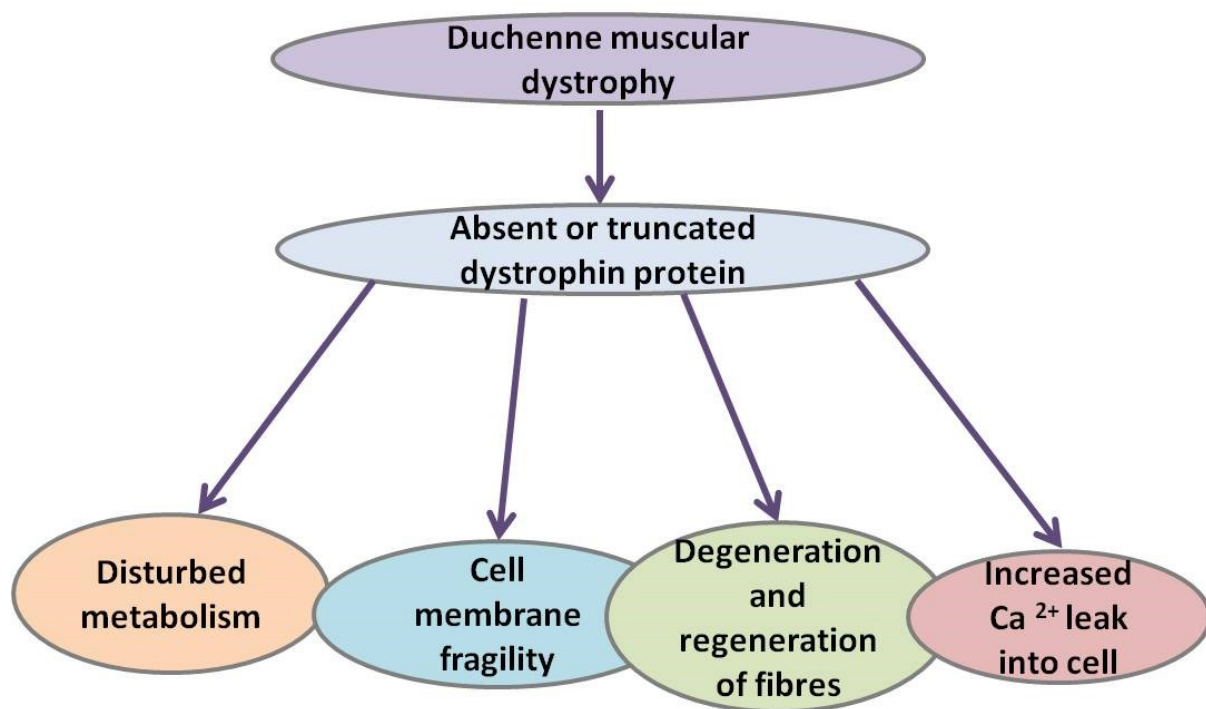 Duchenne muscular
dystrophy
Absent or truncated
dystrophin protein
Disturbed
metabolism
Cell
membrane
fragility
Degeneration
and
regeneration
of fibres
Increased
Ca ²⁺ leak
into cell